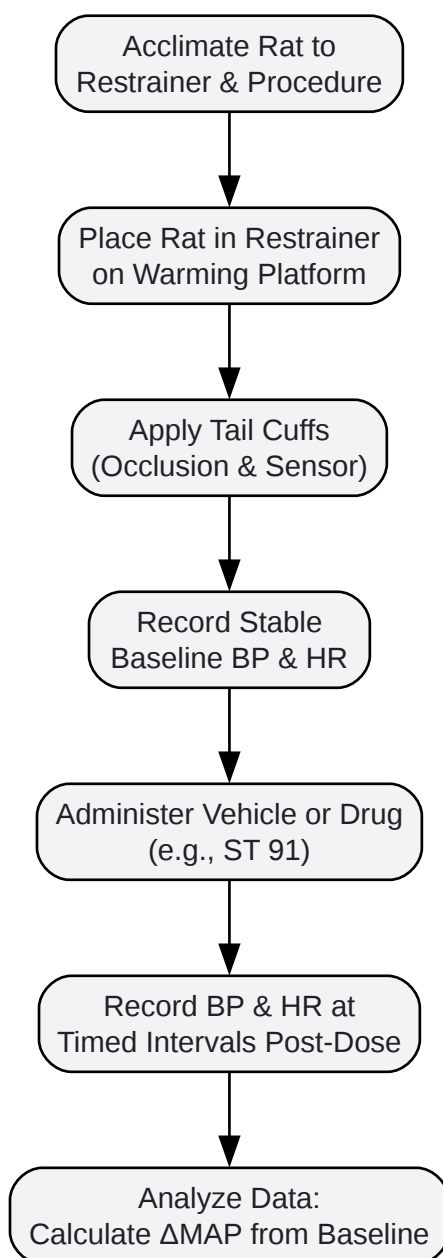 Acclimate Rat to
Restrainer & Procedure
Place Rat in Restrainer
on Warming Platform
Apply Tail Cuffs
(Occlusion & Sensor)
Record Stable
Baseline BP & HR
Administer Vehicle or Drug
(e.g., ST 91)
Record BP & HR at
Timed Intervals Post-Dose
Analyze Data:
Calculate ΔMAP from Baseline